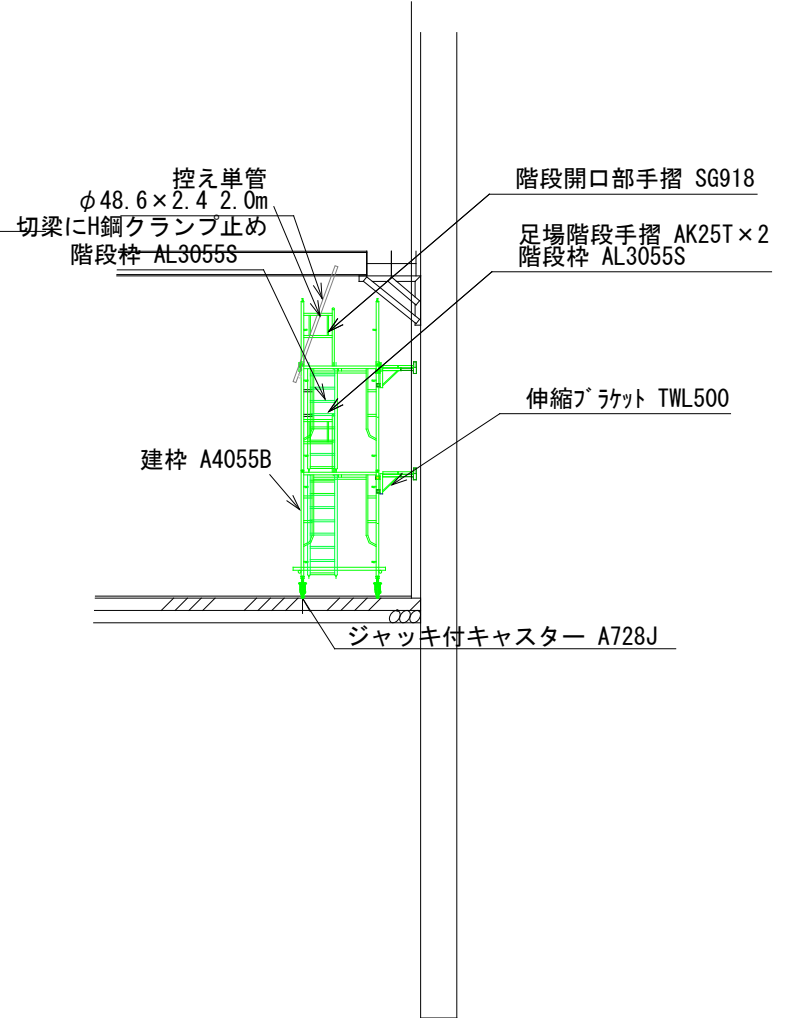 控え単管
φ48.6×2.4 2.0m
切梁にH鋼クランプ止め
階段枠 AL3055S
階段開口部手摺 SG918
足場階段手摺 AK25T×2
階段枠 AL3055S
伸縮ﾌﾞﾗｹｯﾄ TWL500
建枠 A4055B
ジャッキ付キャスター A728J